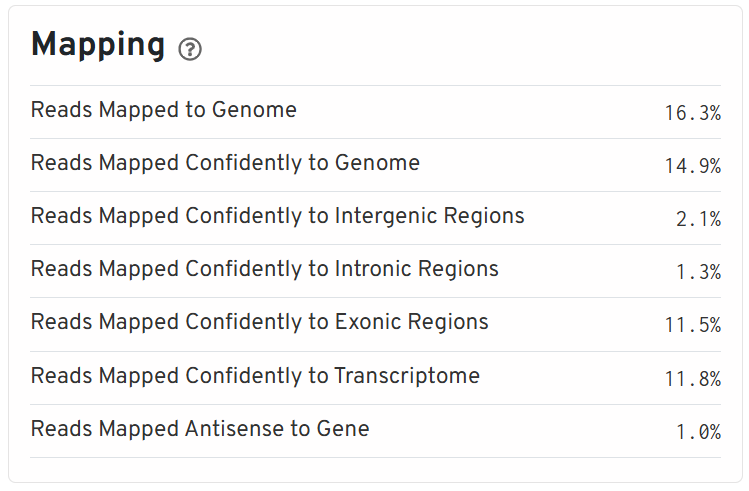 Mapping ?
Reads Mapped to Genome 16.3%
Reads Mapped Confidently to Genome 14.9%
Reads Mapped Confidently to Intergenic Regions 2.1%
Reads Mapped Confidently to Intronic Regions 1.3%
Reads Mapped Confidently to Exonic Regions 11.5%
Reads Mapped Confidently to Transcriptome 11.8%
Reads Mapped Antisense to Gene 1.0%